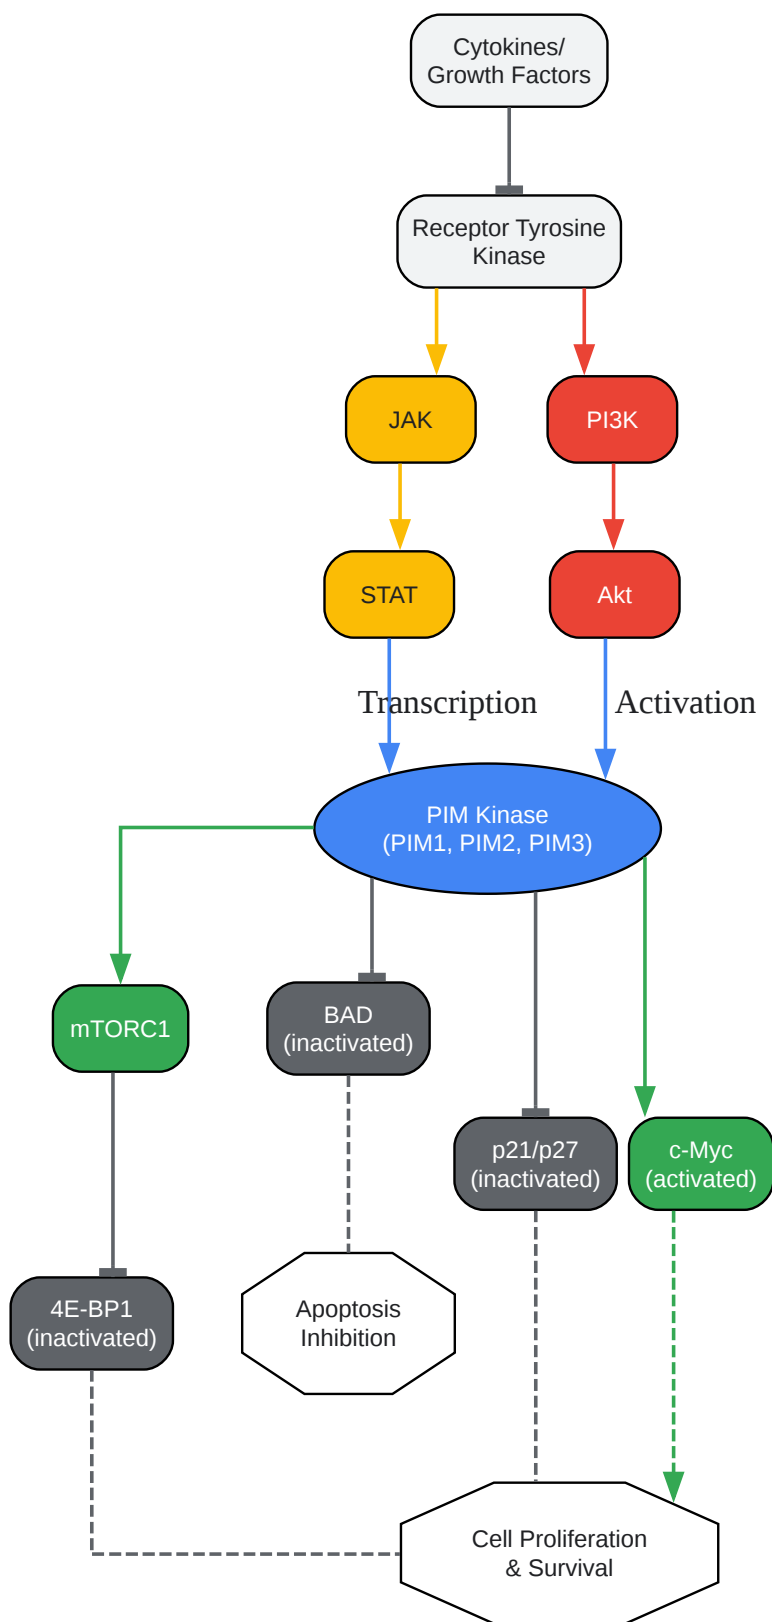 Cytokines/
Growth Factors
Receptor Tyrosine
Kinase
JAK
PI3K
STAT
Akt
Transcription
Activation
PIM Kinase
(PIM1, PIM2, PIM3)
mTORC1
BAD
(inactivated)
p21/p27
(inactivated)
c-Myc
(activated)
4E-BP1
(inactivated)
Apoptosis
Inhibition
Cell Proliferation
& Survival